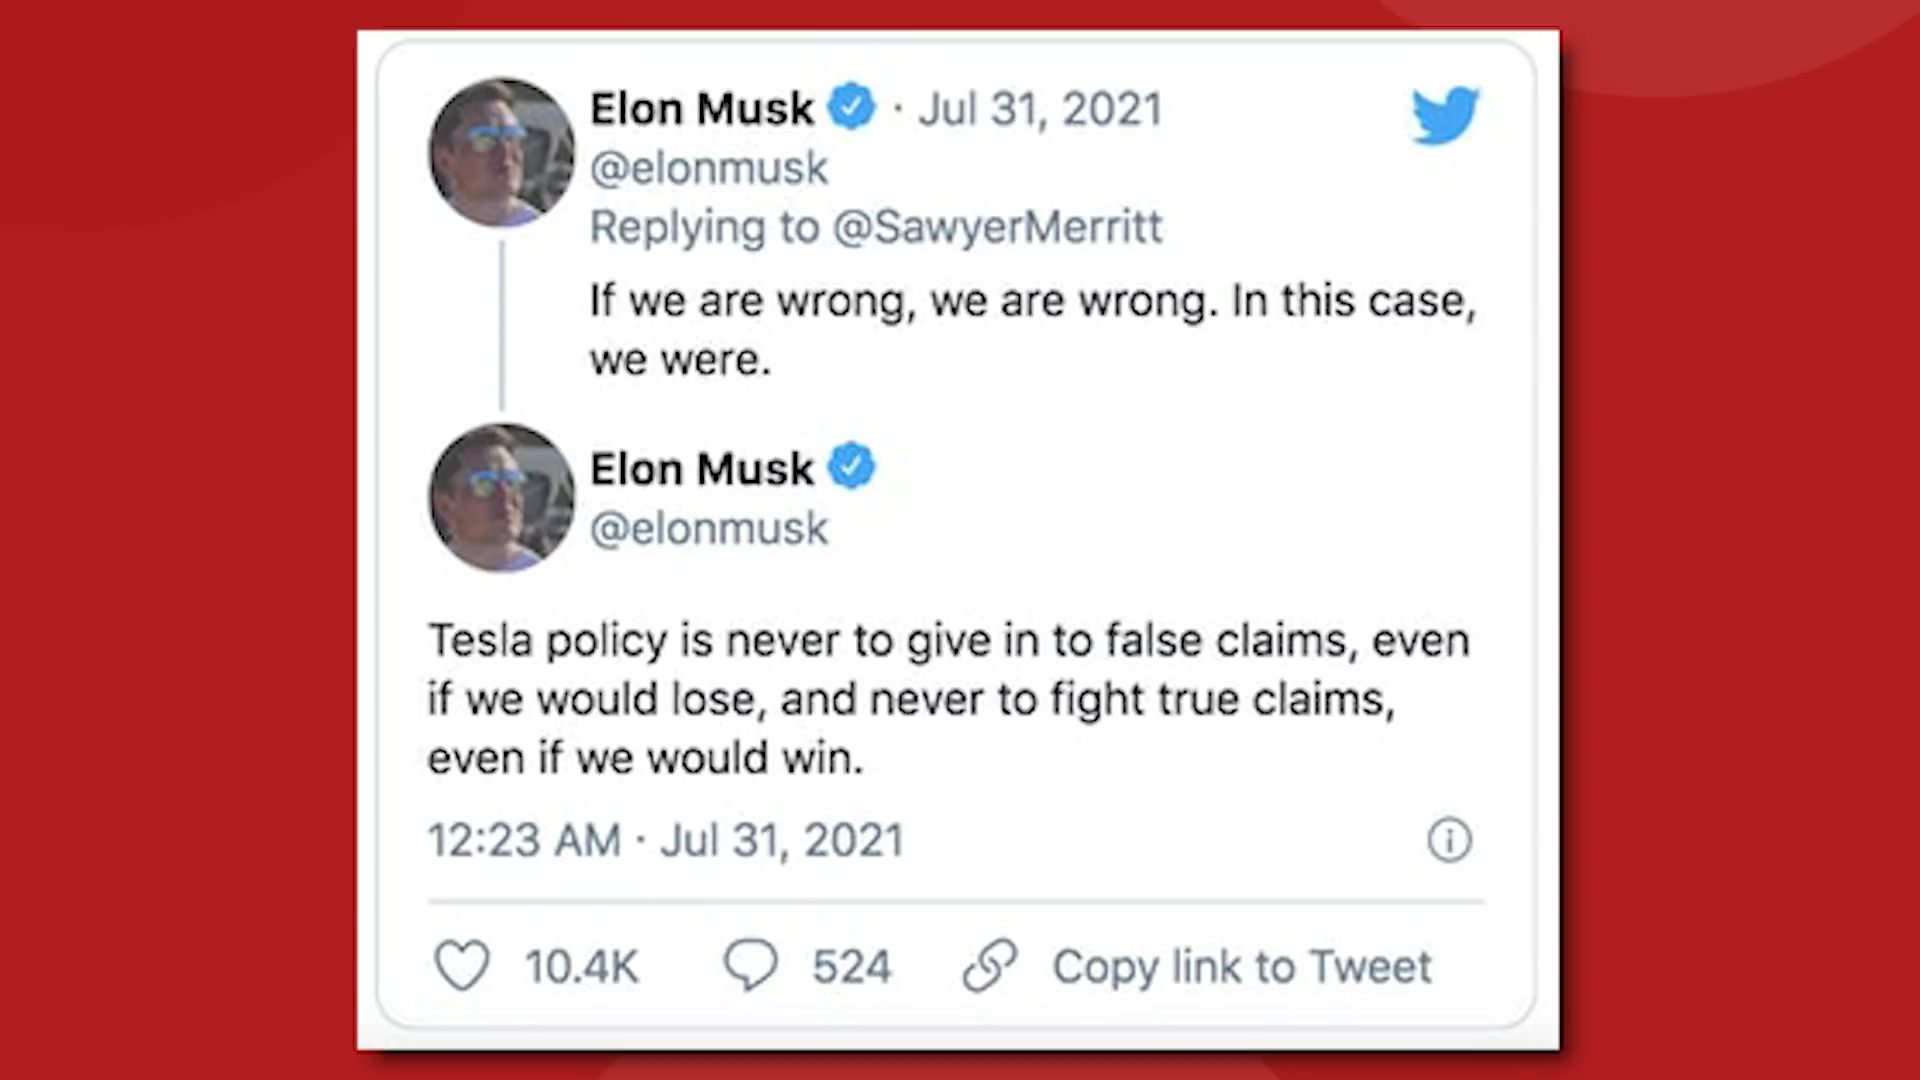 Elon Musk · Jul 31, 2021
@elonmusk
Replying to @SawyerMerritt
If we are wrong, we are wrong. In this case,
we were.
Elon Musk
@elonmusk
Tesla policy is never to give in to false claims, even
if we would lose, and never to fight true claims,
even if we would win.
12:23 AM · Jul 31, 2021
10.4K 524 Copy link to Tweet